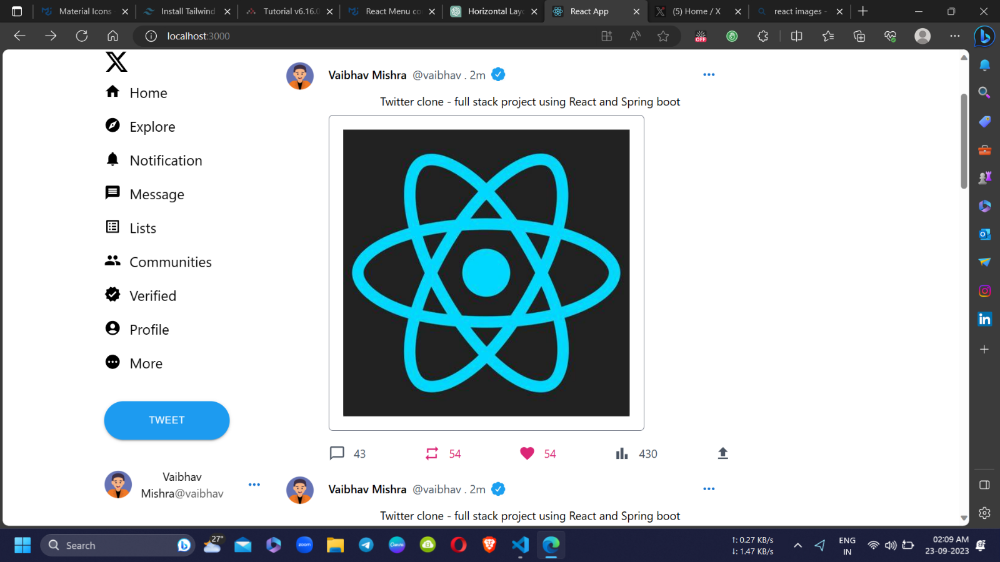 Material Icons
Install Tailwind
Tutorial v6.16.0
React Menu co
Horizontal Layo
React App
(5) Home / X
react images -
localhost:3000
OFF
Home
Explore
Notification
Message
Lists
Communities
Verified
Profile
More
TWEET
Vaibhav
Mishra@vaibhav
Vaibhav Mishra @vaibhav . 2m
Twitter clone - full stack project using React and Spring boot
43
54
54
430
Vaibhav Mishra @vaibhav . 2m
Twitter clone - full stack project using React and Spring boot
Search
27°
zoom
Canva
↑: 0.27 KB/s
↓: 1.47 KB/s
ENG
IN
02:09 AM
23-09-2023